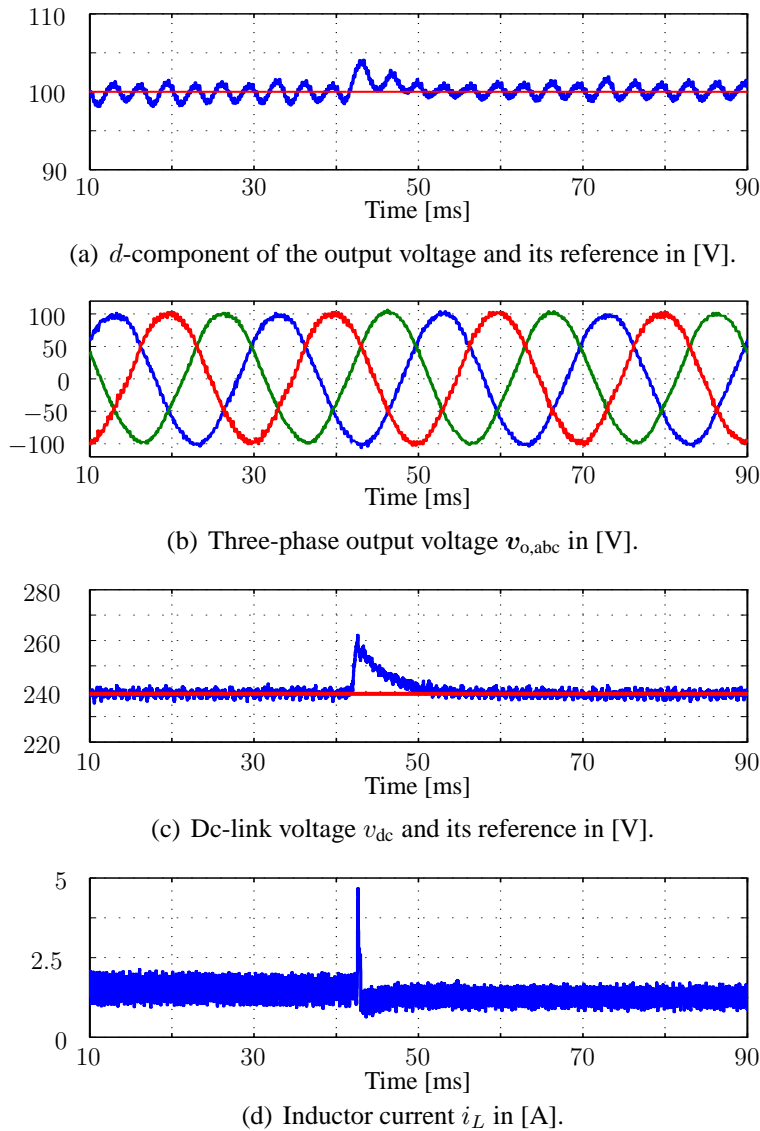 110
100
90
10 30 50 70 90
Time [ms]
(a) d-component of the output voltage and its reference in [V].
100
50
0
−50
−100
10 30 50 70 90
Time [ms]
(b) Three-phase output voltage v_o,abc in [V].
280
260
240
220
10 30 50 70 90
Time [ms]
(c) Dc-link voltage v_dc and its reference in [V].
5
2.5
0
10 30 50 70 90
Time [ms]
(d) Inductor current i_L in [A].